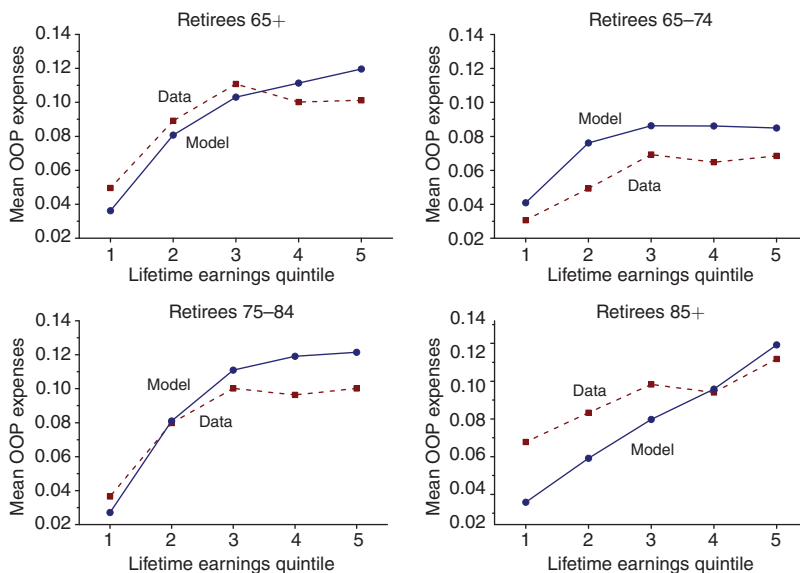 Retirees 65+
Mean OOP expenses
0.14
0.12
0.10
0.08
0.06
0.04
0.02
Data
Model
1 2 3 4 5
Lifetime earnings quintile
Retirees 65–74
Mean OOP expenses
0.14
0.12
0.10
0.08
0.06
0.04
0.02
Model
Data
1 2 3 4 5
Lifetime earnings quintile
Retirees 75–84
Mean OOP expenses
0.14
0.12
0.10
0.08
0.06
0.04
0.02
Model
Data
1 2 3 4 5
Lifetime earnings quintile
Retirees 85+
Mean OOP expenses
0.14
0.12
0.10
0.08
0.06
0.04
0.02
Data
Model
1 2 3 4 5
Lifetime earnings quintile